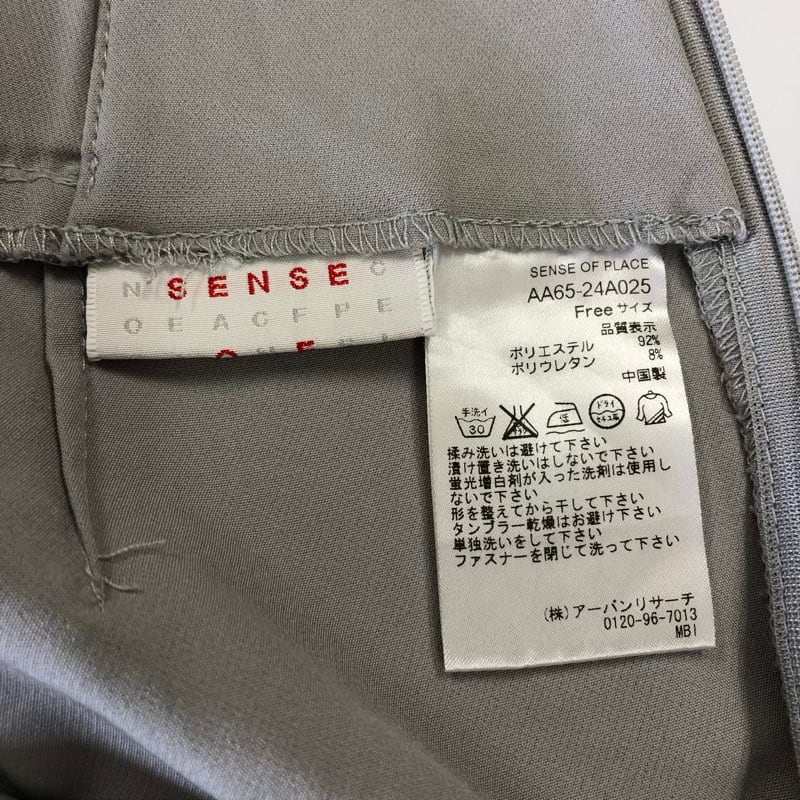 N SENSE C
O E A C F P E
SENSE OF PLACE
AA65-24A025
Free サイズ
品質表示
ポリエステル 92%
ポリウレタン 8%
中国製
手洗イ 30
ドライ
揉み洗いは避けて下さい
漬け置き洗いはしないで下さい
蛍光増白剤が入った洗剤は使用し
ないで下さい
形を整えてから干して下さい
タンブラー乾燥はお避け下さい
単独洗いをして下さい
ファスナーを閉じて洗って下さい
(株)アーバンリサーチ
0120-96-7013
MBI